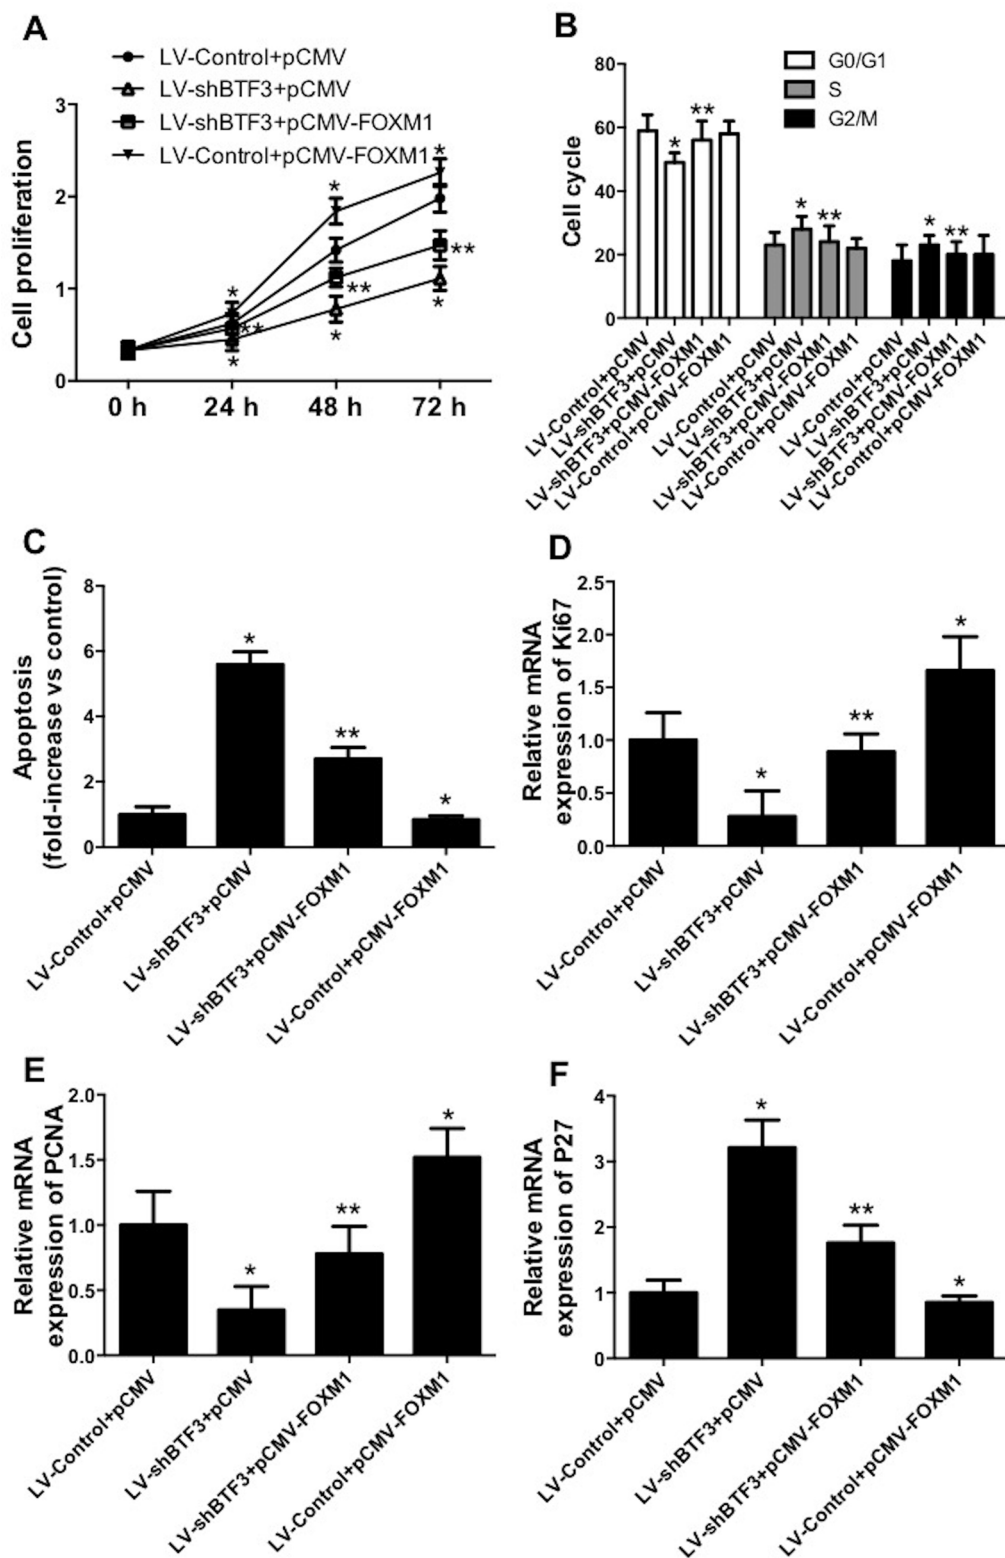 A
LV-Control+pCMV
LV-shBTF3+pCMV
LV-shBTF3+pCMV-FOXM1
LV-Control+pCMV-FOXM1
Cell proliferation
3
2
1
0
0 h 24 h 48 h 72 h
* * *
** ** **
* * *
B
G0/G1
S
G2/M
Cell cycle
80
60
40
20
0
* ** * ** * **
LV-Control+pCMV
LV-shBTF3+pCMV
LV-shBTF3+pCMV-FOXM1
LV-Control+pCMV-FOXM1
LV-Control+pCMV
LV-shBTF3+pCMV
LV-shBTF3+pCMV-FOXM1
LV-Control+pCMV-FOXM1
LV-Control+pCMV
LV-shBTF3+pCMV
LV-shBTF3+pCMV-FOXM1
LV-Control+pCMV-FOXM1
C
Apoptosis
(fold-increase vs control)
8
6
4
2
0
* ** *
LV-Control+pCMV
LV-shBTF3+pCMV
LV-shBTF3+pCMV-FOXM1
LV-Control+pCMV-FOXM1
D
Relative mRNA
expression of Ki67
2.5
2.0
1.5
1.0
0.5
0.0
* ** *
LV-Control+pCMV
LV-shBTF3+pCMV
LV-shBTF3+pCMV-FOXM1
LV-Control+pCMV-FOXM1
E
Relative mRNA
expression of PCNA
2.0
1.5
1.0
0.5
0.0
* ** *
LV-Control+pCMV
LV-shBTF3+pCMV
LV-shBTF3+pCMV-FOXM1
LV-Control+pCMV-FOXM1
F
Relative mRNA
expression of P27
4
3
2
1
0
* ** *
LV-Control+pCMV
LV-shBTF3+pCMV
LV-shBTF3+pCMV-FOXM1
LV-Control+pCMV-FOXM1